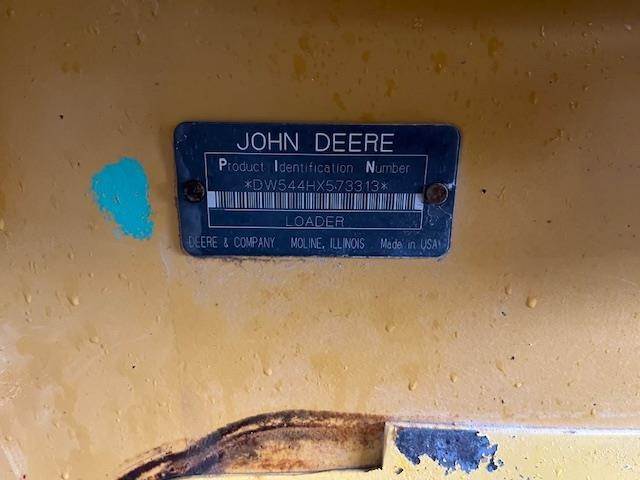 JOHN DEERE
Product Identification Number
*DW544HX573313*
LOADER
DEERE & COMPANY MOLINE, ILLINOIS Made in USA